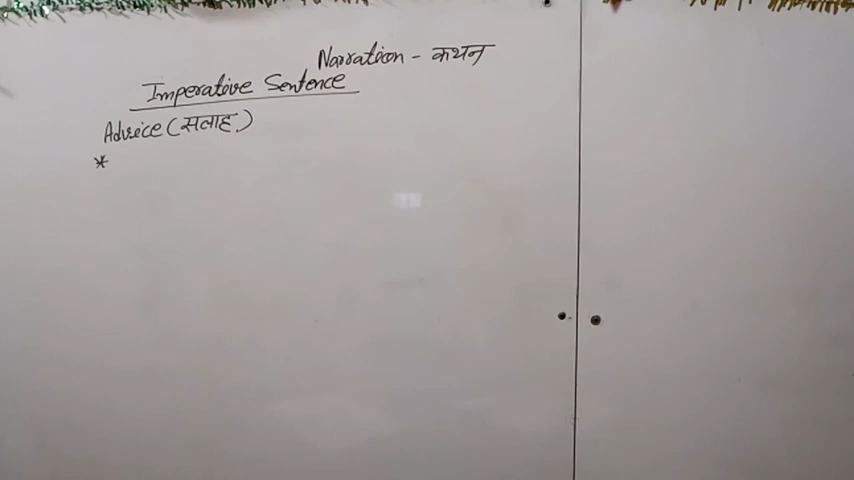 Narration - कथन
Imperative Sentence
Advice (सलाह)
*